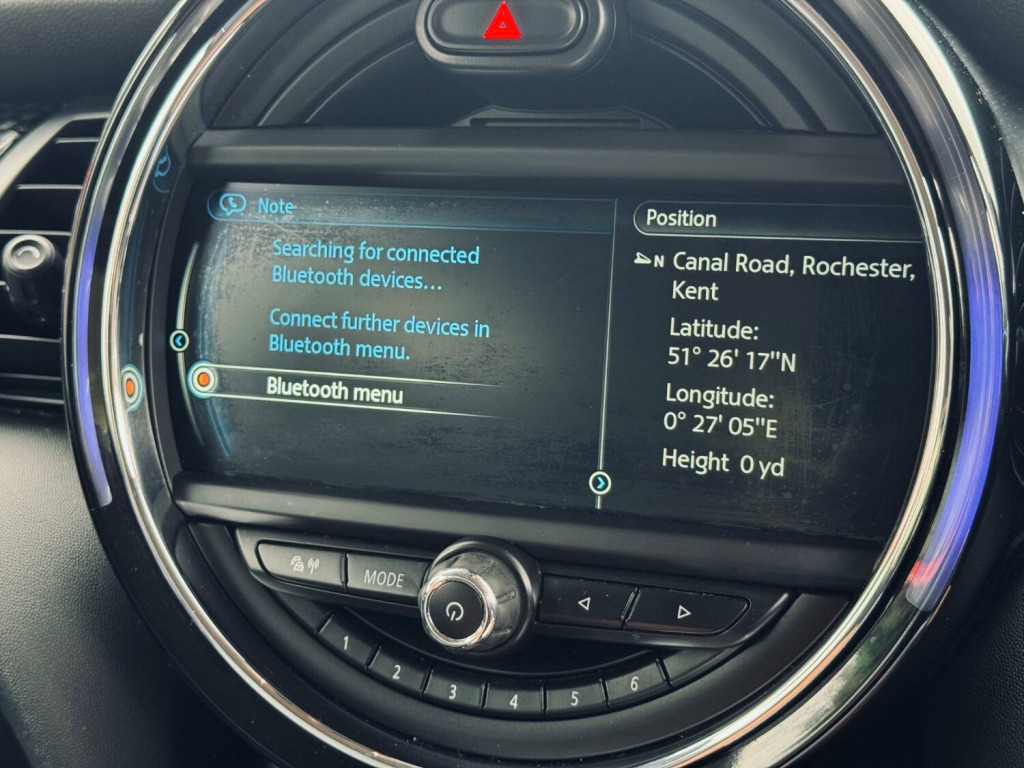 Note
Searching for connected
Bluetooth devices...
Connect further devices in
Bluetooth menu.
Bluetooth menu
Position
N Canal Road, Rochester,
Kent
Latitude:
51° 26' 17"N
Longitude:
0° 27' 05"E
Height 0 yd
MODE
1
2
3
4
5
6